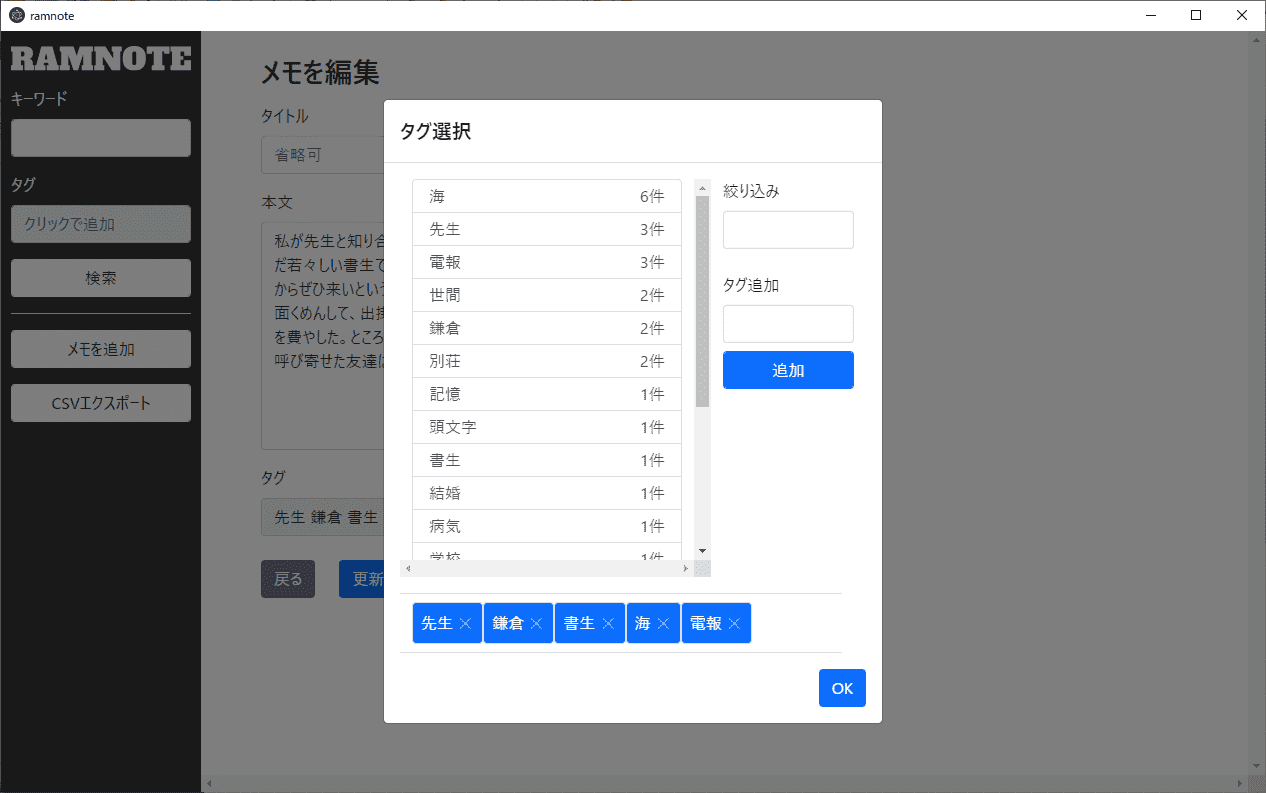 ramnote
RAMNOTE
キーワード
タグ
クリックで追加
検索
メモを追加
CSVエクスポート
メモを編集
タイトル
省略可
本文
私が先生と知り合
だ若々しい書生で
からぜひ来いという
面くめんして、出掛
を費やした。ところ
呼び寄せた友達は
タグ
先生 鎌倉 書生
戻る
更新
タグ選択
海 6件
先生 3件
電報 3件
世間 2件
鎌倉 2件
別荘 2件
記憶 1件
頭文字 1件
書生 1件
結婚 1件
病気 1件
学校 1件
絞り込み
タグ追加
追加
先生 鎌倉 書生 海 電報
OK